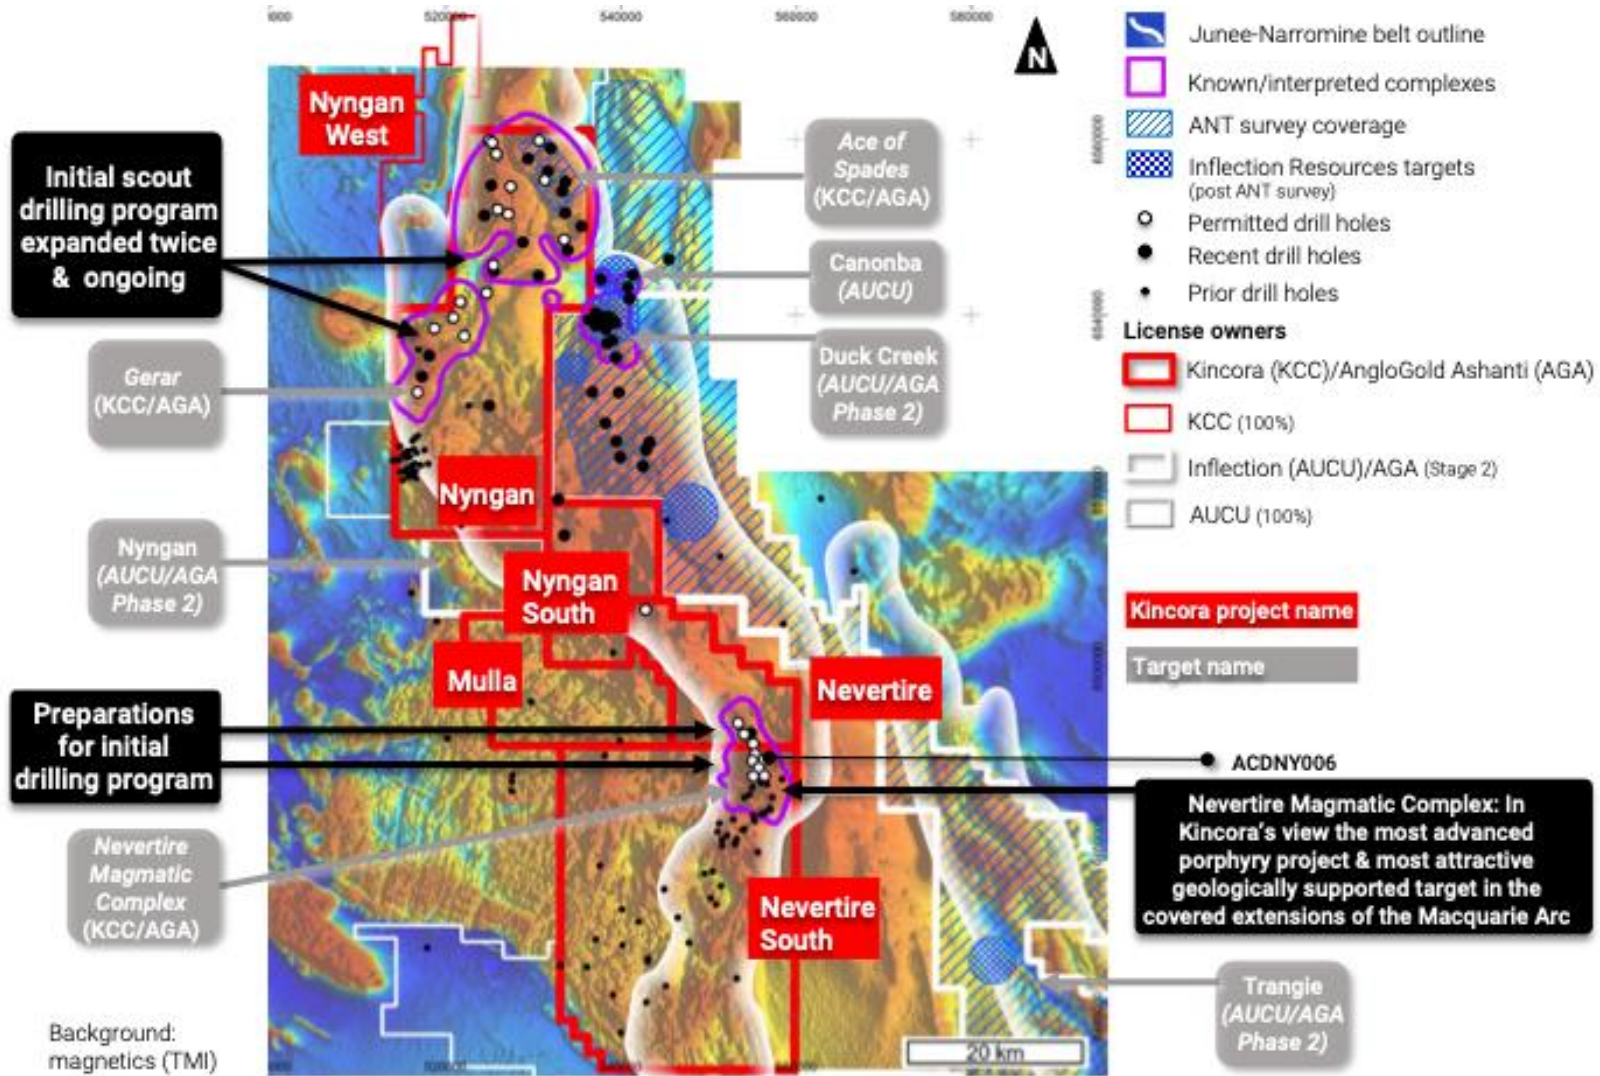 520000
540000
560000
580000
N
Junee-Narromine belt outline
Known/interpreted complexes
ANT survey coverage
Inflection Resources targets
(post ANT survey)
Permitted drill holes
Recent drill holes
Prior drill holes
License owners
Kincora (KCC)/AngloGold Ashanti (AGA)
KCC (100%)
Inflection (AUCU)/AGA (Stage 2)
AUCU (100%)
Kincora project name
Target name
Nyngan
West
Initial scout
drilling program
expanded twice
& ongoing
Ace of
Spades
(KCC/AGA)
Canonba
(AUCU)
Duck Creek
(AUCU/AGA
Phase 2)
Gerar
(KCC/AGA)
Nyngan
Nyngan
(AUCU/AGA
Phase 2)
Nyngan
South
Mulla
Nevertire
Preparations
for initial
drilling program
ACDNY006
Nevertire Magmatic Complex: In
Kincora's view the most advanced
porphyry project & most attractive
geologically supported target in the
covered extensions of the Macquarie Arc
Nevertire
Magmatic
Complex
(KCC/AGA)
Nevertire
South
Trangie
(AUCU/AGA
Phase 2)
Background:
magnetics (TMI)
20 km